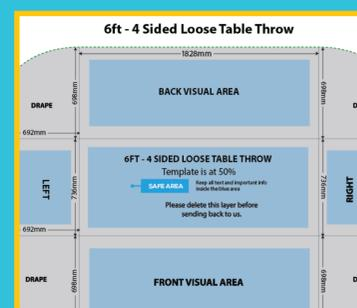 6ft - 4 Sided Loose Table Throw
1828mm
698mm
BACK VISUAL AREA
698mm
DRAPE
D
692mm
LEFT
736mm
6FT - 4 SIDED LOOSE TABLE THROW
Template is at 50%
SAFE AREA
Keep all text and important info
inside the blue area
Please delete this layer before
sending back to us.
736mm
RIGHT
692mm
DRAPE
698mm
FRONT VISUAL AREA
698mm
D